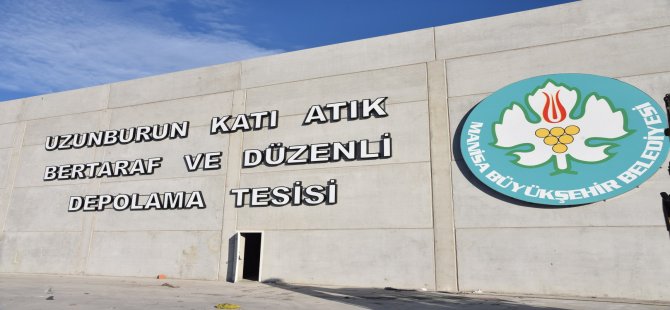 UZUNBURUN KATI ATIK
BERTARAF VE DÜZENLİ
DEPOLAMA TESİSİ
MANİSA BÜYÜKŞEHİR BELEDİYESİ